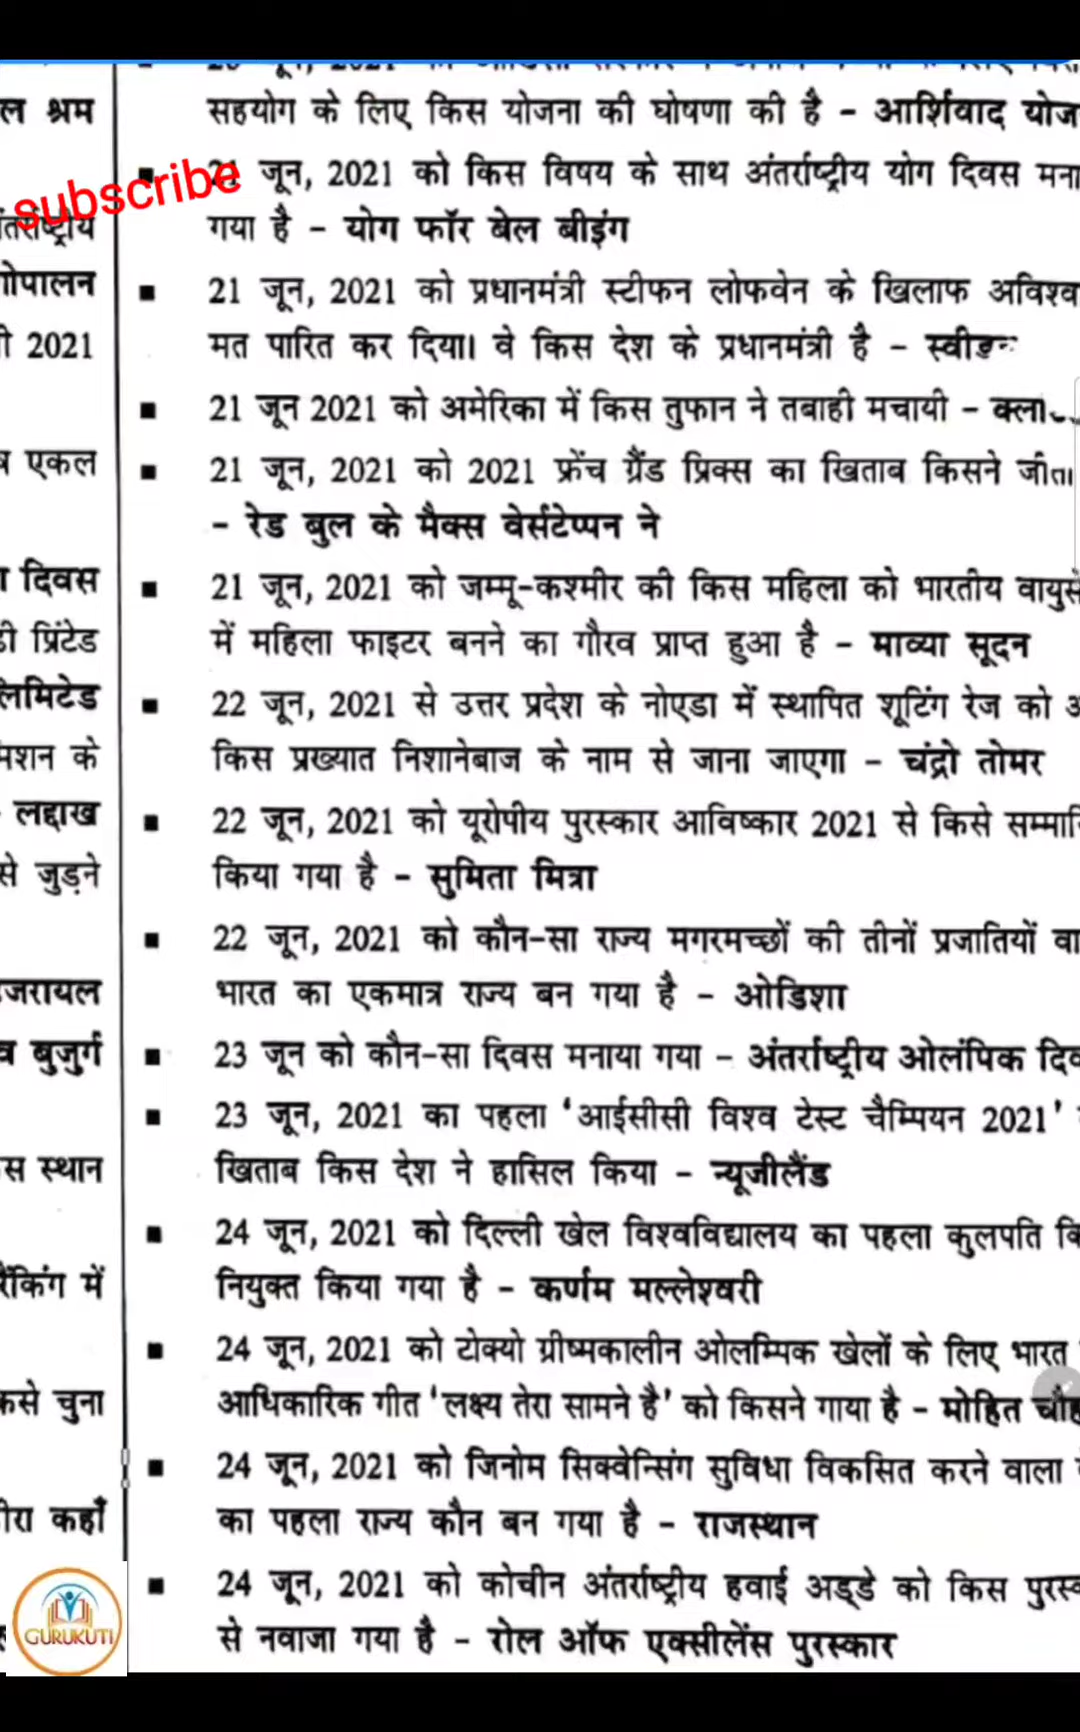 ल श्रम
तर्राष्ट्रीय
गोपालन
ी 2021
एकल
ा दिवस
डी प्रिंटेड
लिमिटेड
मशन के
लद्दाख
से जुड़ने
जरायल
व बुजुर्ग
स स्थान
रैंकिंग में
कसे चुना
ोरा कहाँ
subscribe
सहयोग के लिए किस योजना की घोषणा की है – आर्शिवाद योज
21 जून, 2021 को किस विषय के साथ अंतर्राष्ट्रीय योग दिवस मना
गया है – योग फॉर बेल बीइंग
21 जून, 2021 को प्रधानमंत्री स्टीफन लोफवेन के खिलाफ अविश्व
मत पारित कर दिया। वे किस देश के प्रधानमंत्री है – स्वीड
21 जून 2021 को अमेरिका में किस तुफान ने तबाही मचायी – क्ला
21 जून, 2021 को 2021 फ्रेंच ग्रैंड प्रिक्स का खिताब किसने जीता
– रेड बुल के मैक्स वेर्सटेप्पन ने
21 जून, 2021 को जम्मू-कश्मीर की किस महिला को भारतीय वायुसे
में महिला फाइटर बनने का गौरव प्राप्त हुआ है – माव्या सूदन
22 जून, 2021 से उत्तर प्रदेश के नोएडा में स्थापित शूटिंग रेज को
किस प्रख्यात निशानेबाज के नाम से जाना जाएगा – चंद्रो तोमर
22 जून, 2021 को यूरोपीय पुरस्कार आविष्कार 2021 से किसे सम्मानि
किया गया है – सुमिता मित्रा
22 जून, 2021 को कौन-सा राज्य मगरमच्छों की तीनों प्रजातियों वा
भारत का एकमात्र राज्य बन गया है – ओडिशा
23 जून को कौन-सा दिवस मनाया गया – अंतर्राष्ट्रीय ओलंपिक दिव
23 जून, 2021 का पहला ‘आईसीसी विश्व टेस्ट चैम्पियन 2021’
खिताब किस देश ने हासिल किया – न्यूजीलैंड
24 जून, 2021 को दिल्ली खेल विश्वविद्यालय का पहला कुलपति कि
नियुक्त किया गया है – कर्णम मल्लेश्वरी
24 जून, 2021 को टोक्यो ग्रीष्मकालीन ओलम्पिक खेलों के लिए भारत
आधिकारिक गीत ‘लक्ष्य तेरा सामने है’ को किसने गाया है – मोहित चौह
24 जून, 2021 को जिनोम सिक्वेन्सिंग सुविधा विकसित करने वाला
का पहला राज्य कौन बन गया है – राजस्थान
24 जून, 2021 को कोचीन अंतर्राष्ट्रीय हवाई अड्डे को किस पुरस्
से नवाजा गया है – रोल ऑफ एक्सीलेंस पुरस्कार
GURUKUTI